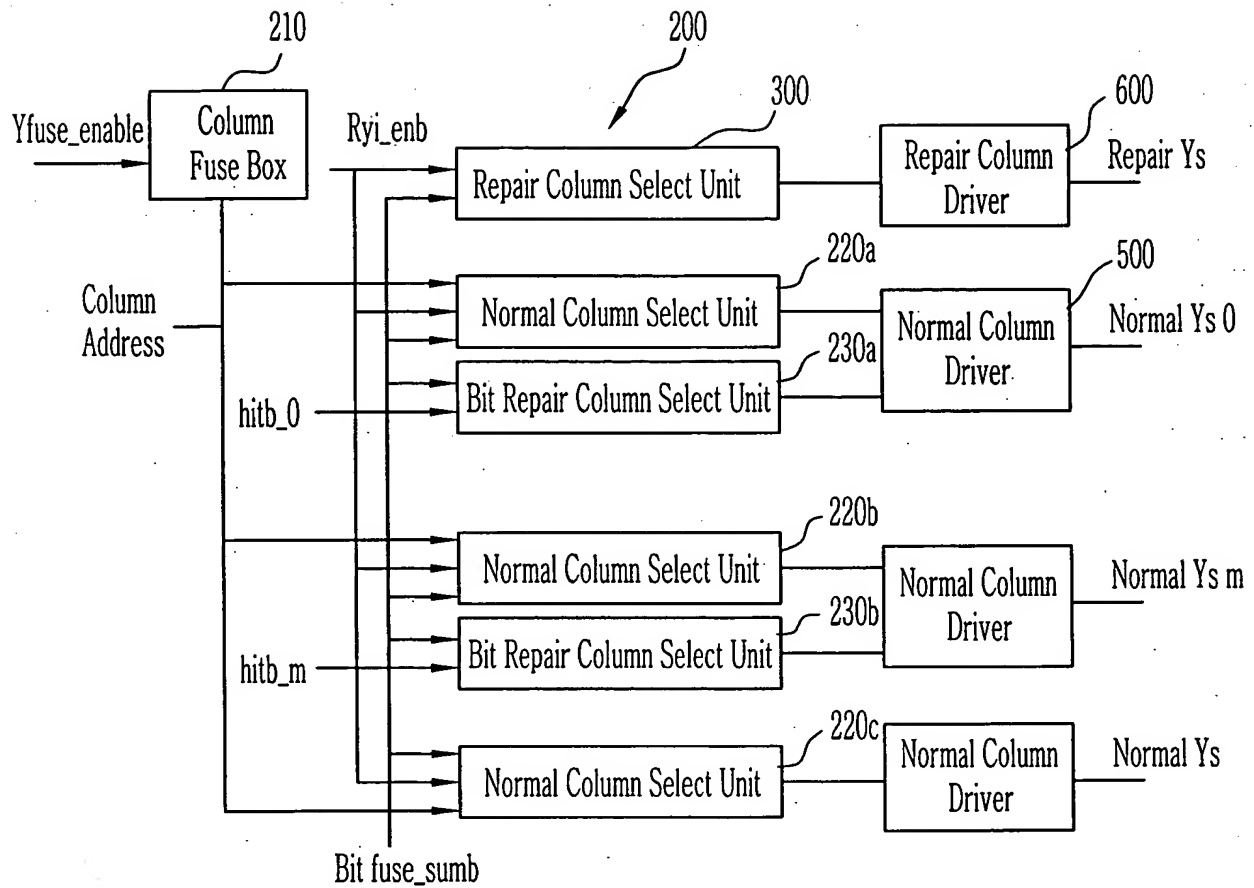 210
200
300
600
Yfuse_enable
Column
Fuse Box
Ryi_enb
Repair Column Select Unit
Repair Column
Driver
Repair Ys
220a
500
Column
Address
Normal Column Select Unit
Normal Column
Driver
Normal Ys 0
230a
hitb_0
Bit Repair Column Select Unit
220b
Normal Column Select Unit
Normal Column
Driver
Normal Ys m
230b
hitb_m
Bit Repair Column Select Unit
220c
Normal Column Select Unit
Normal Column
Driver
Normal Ys
Bit fuse_sumb